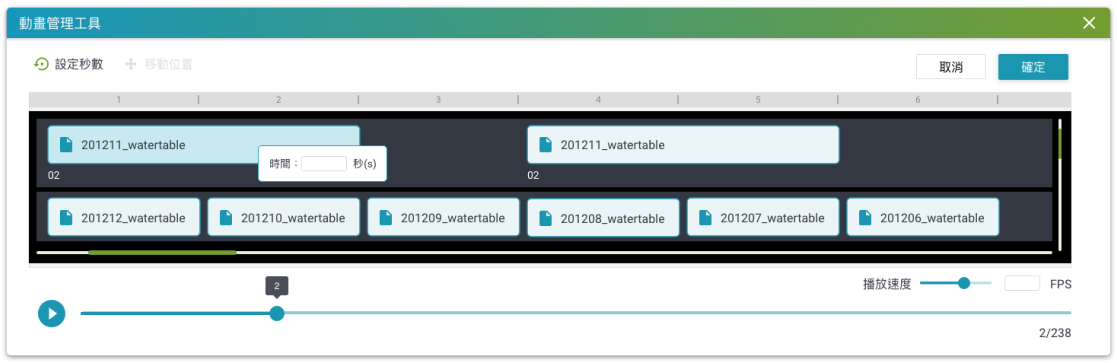 動畫管理工具
設定秒數 移動位置 取消 確定
1 2 3 4 5 6
201211_watertable 201211_watertable
時間： 秒(s)
02 02
201212_watertable 201210_watertable 201209_watertable 201208_watertable 201207_watertable 201206_watertable
播放速度 FPS
2
2/238